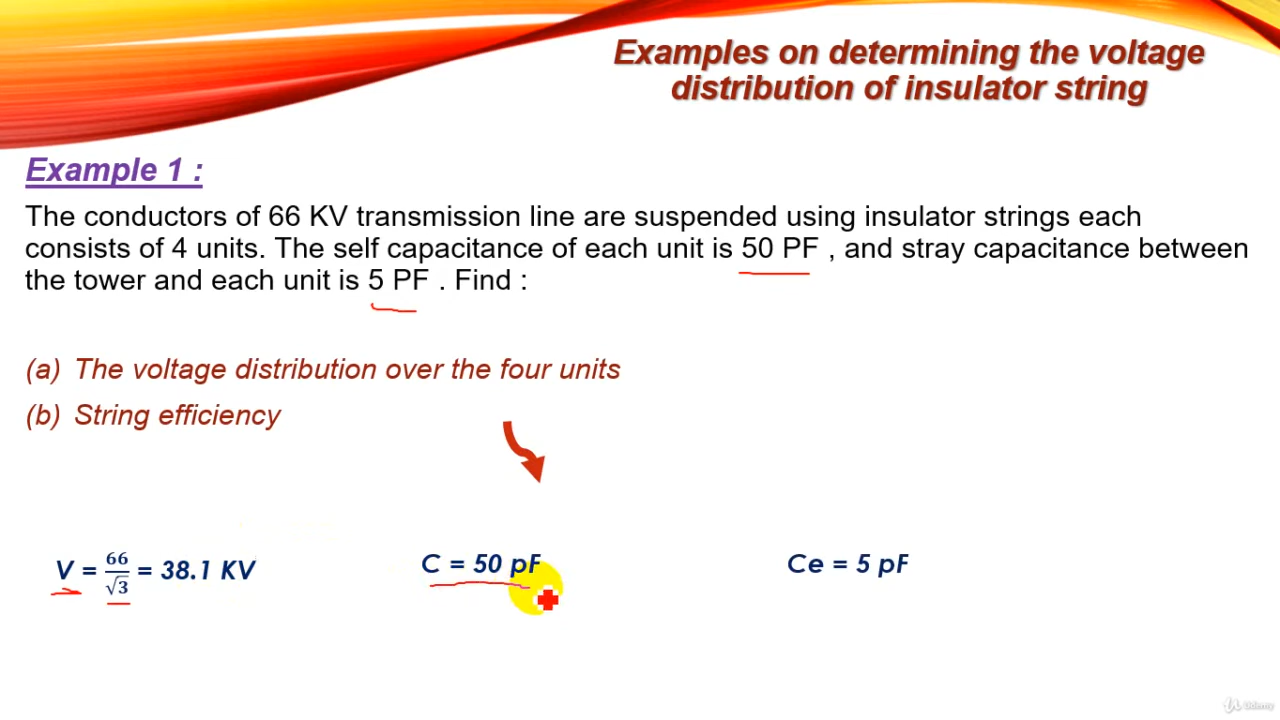 Examples on determining the voltage
distribution of insulator string
Example 1 :
The conductors of 66 KV transmission line are suspended using insulator strings each
consists of 4 units. The self capacitance of each unit is 50 PF , and stray capacitance between
the tower and each unit is 5 PF . Find :
(a) The voltage distribution over the four units
(b) String efficiency
V = 66/√3 = 38.1 KV
C = 50 pF
Ce = 5 pF
Udemy